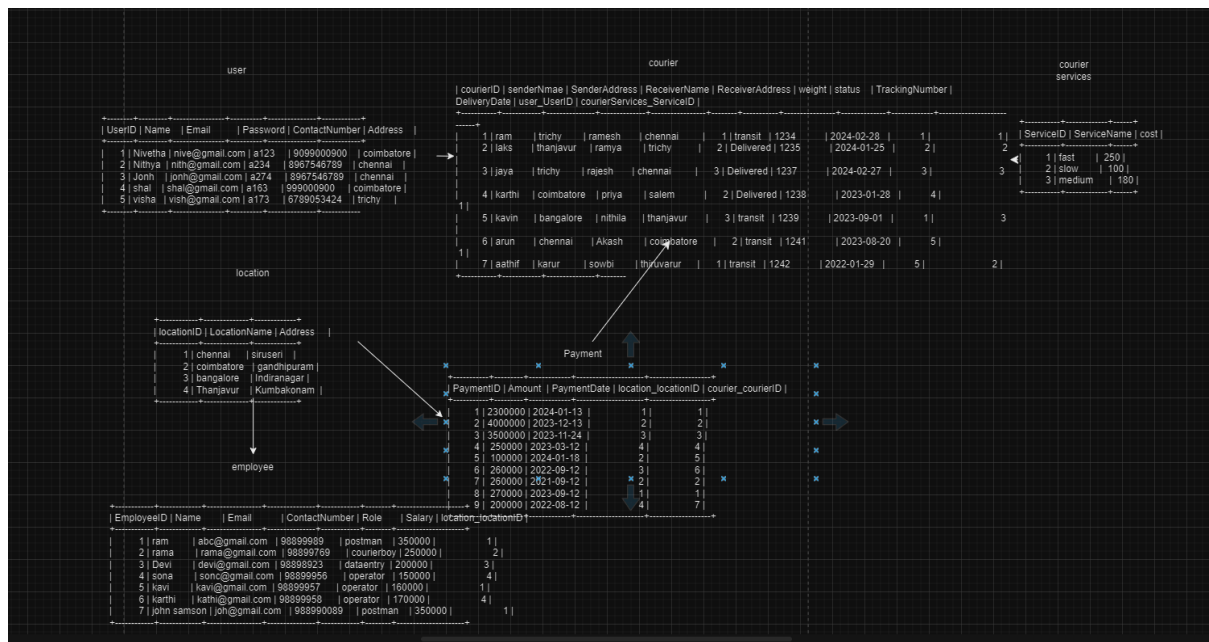 user
+-----------+-------------+-----------+-----------+-----------+-------------+
| UserID | Name | Email | Password | ContactNumber | Address |
+-----------+-------------+-----------+-----------+-----------+-------------+
| 1 | Nivetha | nive@gmail.com | a123 | 9099000900 | coimbatore |
| 2 | Nithya | nith@gmail.com | a234 | 8967546789 | chennai |
| 3 | Jonh | jonh@gmail.com | a274 | 8967546789 | chennai |
| 4 | shal | shal@gmail.com | a163 | 999000900 | coimbatore |
| 5 | visha | vish@gmail.com | a173 | 6789053424 | trichy |
+-----------+-------------+-----------+-----------+-----------+-------------
courier
| courierID | senderNmae | SenderAddress | ReceiverName | ReceiverAddress | weight | status | TrackingNumber |
DeliveryDate | user_UserID | courierServices_ServiceID |
| 1 | ram | trichy | ramesh | chennai | 1 | transit | 1234 | 2024-02-28 | 1 | 1 |
| 2 | laks | thanjavur | ramya | trichy | 2 | Delivered | 1235 | 2024-01-25 | 2 | 2
|
| 3 | jaya | trichy | rajesh | chennai | 3 | Delivered | 1237 | 2024-02-27 | 3 | 3
|
| 4 | karthi | coimbatore | priya | salem | 2 | Delivered | 1238 | 2023-01-28 | 4 |
1 |
| 5 | kavin | bangalore | nithila | thanjavur | 3 | transit | 1239 | 2023-09-01 | 1 | 3
|
| 6 | arun | chennai | Akash | coimbatore | 2 | transit | 1241 | 2023-08-20 | 5 |
1 |
| 7 | aathif | karur | sowbi | thiruvarur | 1 | transit | 1242 | 2022-01-29 | 5 | 2 |
+-----------+-------------+-----------------+--------
courier
services
+-----------+---------------+------+
| ServiceID | ServiceName | cost |
+-----------+---------------+------+
| 1 | fast | 250 |
| 2 | slow | 100 |
| 3 | medium | 180 |
+-----------+---------------+------+
location
+-------------+---------------+---------------+
| locationID | LocationName | Address |
+-------------+---------------+---------------+
| 1 | chennai | siruseri |
| 2 | coimbatore | gandhipuram |
| 3 | bangalore | Indiranagar |
| 4 | Thanjavur | Kumbakonam |
+-------------+---------------+---------------+
Payment
| PaymentID | Amount | PaymentDate | location_locationID | courier_courierID |
| 1 | 2300000 | 2024-01-13 | 1 | 1 |
| 2 | 4000000 | 2023-12-13 | 2 | 2 |
| 3 | 3500000 | 2023-11-24 | 3 | 3 |
| 4 | 250000 | 2023-03-12 | 4 | 4 |
| 5 | 100000 | 2024-01-18 | 2 | 5 |
| 6 | 260000 | 2022-09-12 | 3 | 6 |
| 7 | 260000 | 2021-09-12 | 2 | 2 |
| 8 | 270000 | 2023-09-12 | 1 | 1 |
| 9 | 200000 | 2022-08-12 | 4 | 7 |
employee
| EmployeeID | Name | Email | ContactNumber | Role | Salary | location_locationID |
| 1 | ram | abc@gmail.com | 98899989 | postman | 350000 | 1 |
| 2 | rama | rama@gmail.com | 98899769 | courierboy | 250000 | 2 |
| 3 | Devi | devi@gmail.com | 98898923 | dataentry | 200000 | 3 |
| 4 | sona | sonc@gmail.com | 98899956 | operator | 150000 | 4 |
| 5 | kavi | kavi@gmail.com | 98899957 | operator | 160000 | 1 |
| 6 | karthi | kathi@gmail.com | 98899958 | operator | 170000 | 4 |
| 7 | john samson | joh@gmail.com | 988990089 | postman | 350000 | 1 |